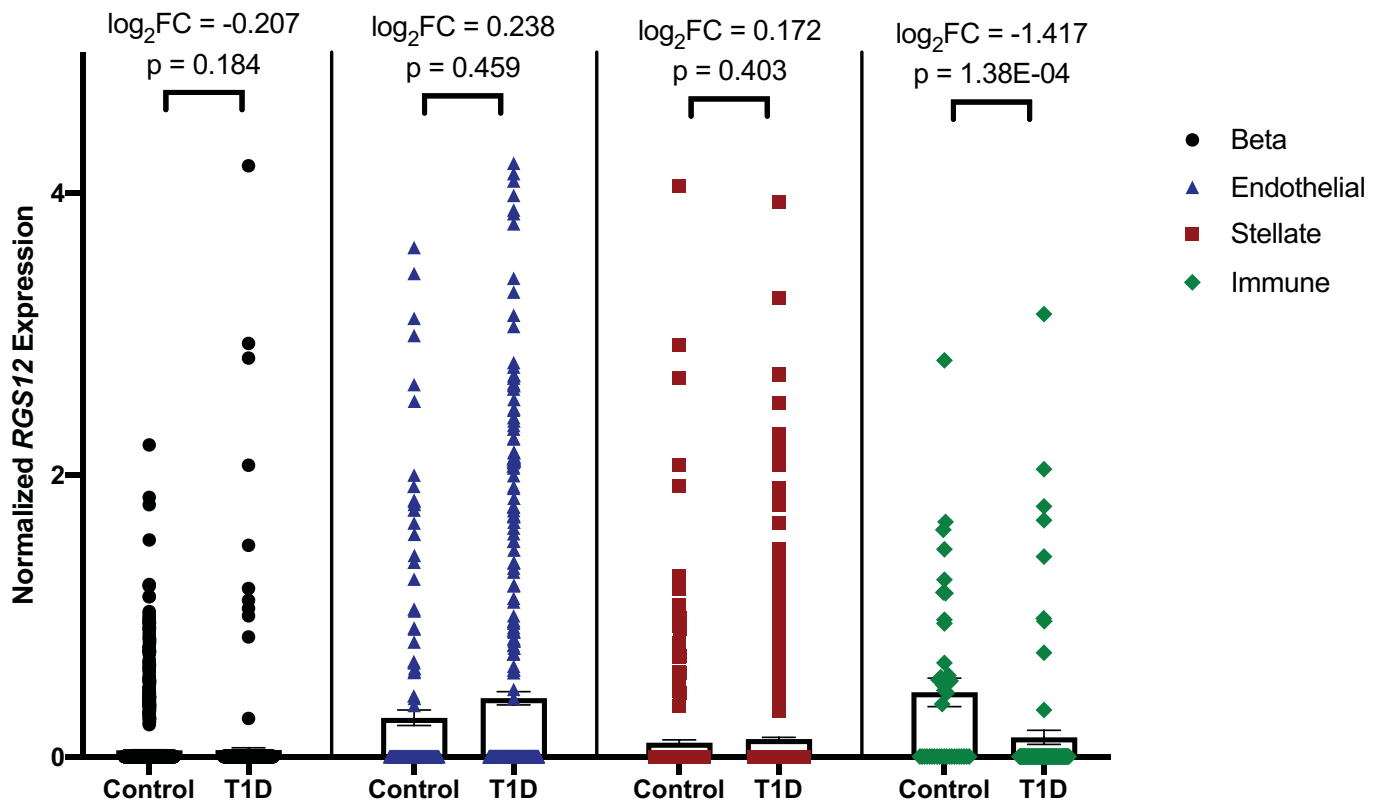 log₂FC = -0.207
p = 0.184
log₂FC = 0.238
p = 0.459
log₂FC = 0.172
p = 0.403
log₂FC = -1.417
p = 1.38E-04
Normalized RGS12 Expression
4
2
0
Control
T1D
Control
T1D
Control
T1D
Control
T1D
Beta
Endothelial
Stellate
Immune